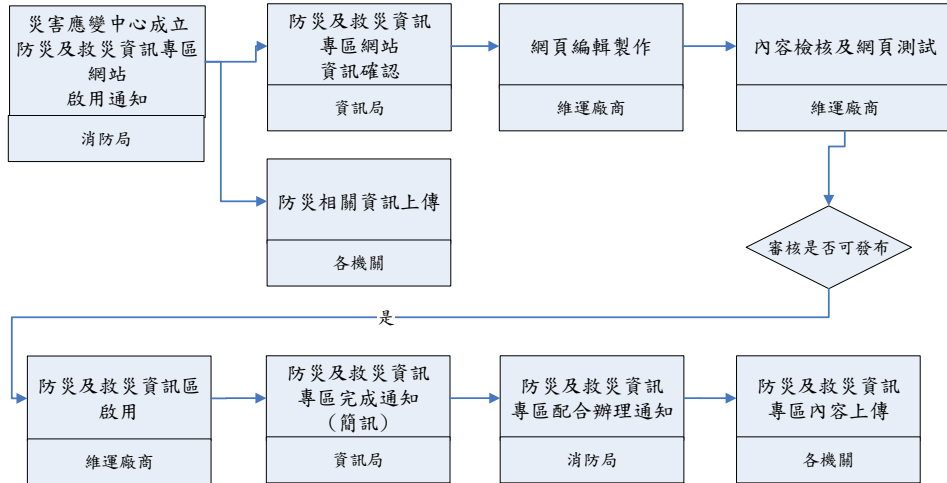 災害應變中心成立
防災及救災資訊專區
網站
啟用通知
消防局
防災及救災資訊
專區網站
資訊確認
資訊局
網頁編輯製作
維運廠商
內容檢核及網頁測試
維運廠商
防災相關資訊上傳
各機關
審核是否可發布
是
防災及救災資訊區
啟用
維運廠商
防災及救災資訊
專區完成通知
(簡訊)
資訊局
防災及救災資訊
專區配合辦理通知
消防局
防災及救災資訊
專區內容上傳
各機關